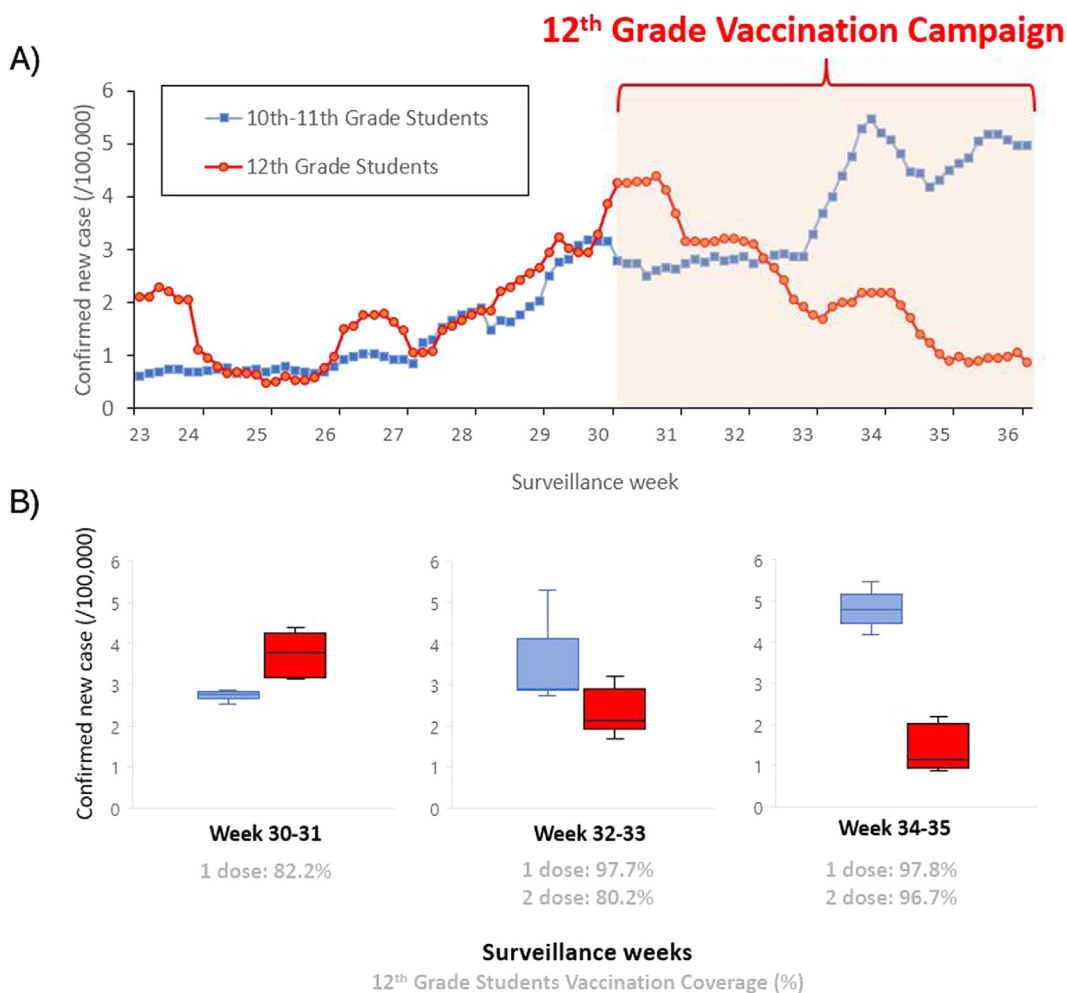 12th Grade Vaccination Campaign
A)
Confirmed new case (/100,000)
6
5
4
3
2
1
0
10th-11th Grade Students
12th Grade Students
23 24 25 26 27 28 29 30 31 32 33 34 35 36
Surveillance week
B)
Confirmed new case (/100,000)
6
5
4
3
2
1
0
6
5
4
3
2
1
0
6
5
4
3
2
1
0
Week 30-31 Week 32-33 Week 34-35
1 dose: 82.2% 1 dose: 97.7% 1 dose: 97.8%
2 dose: 80.2% 2 dose: 96.7%
Surveillance weeks
12th Grade Students Vaccination Coverage (%)